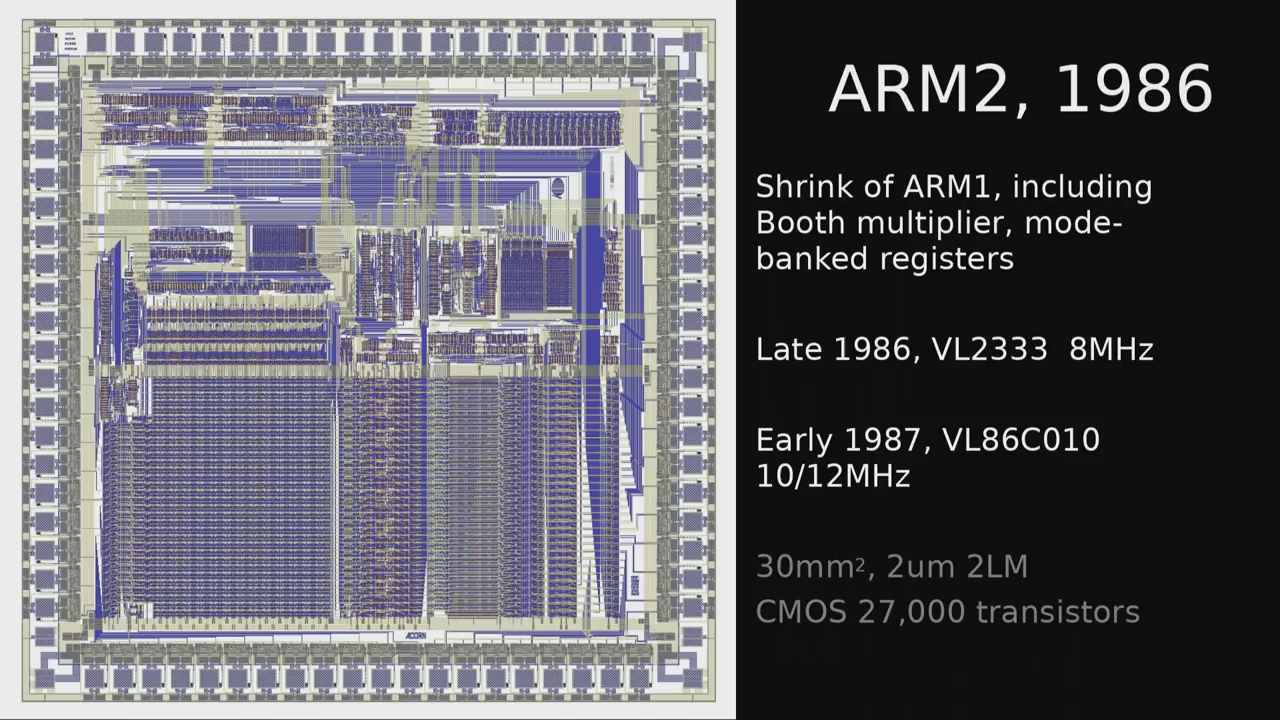 ARM2, 1986
Shrink of ARM1, including
Booth multiplier, mode-
banked registers
Late 1986, VL2333 8MHz
Early 1987, VL86C010
10/12MHz
30mm², 2um 2LM
CMOS 27,000 transistors
ACORN